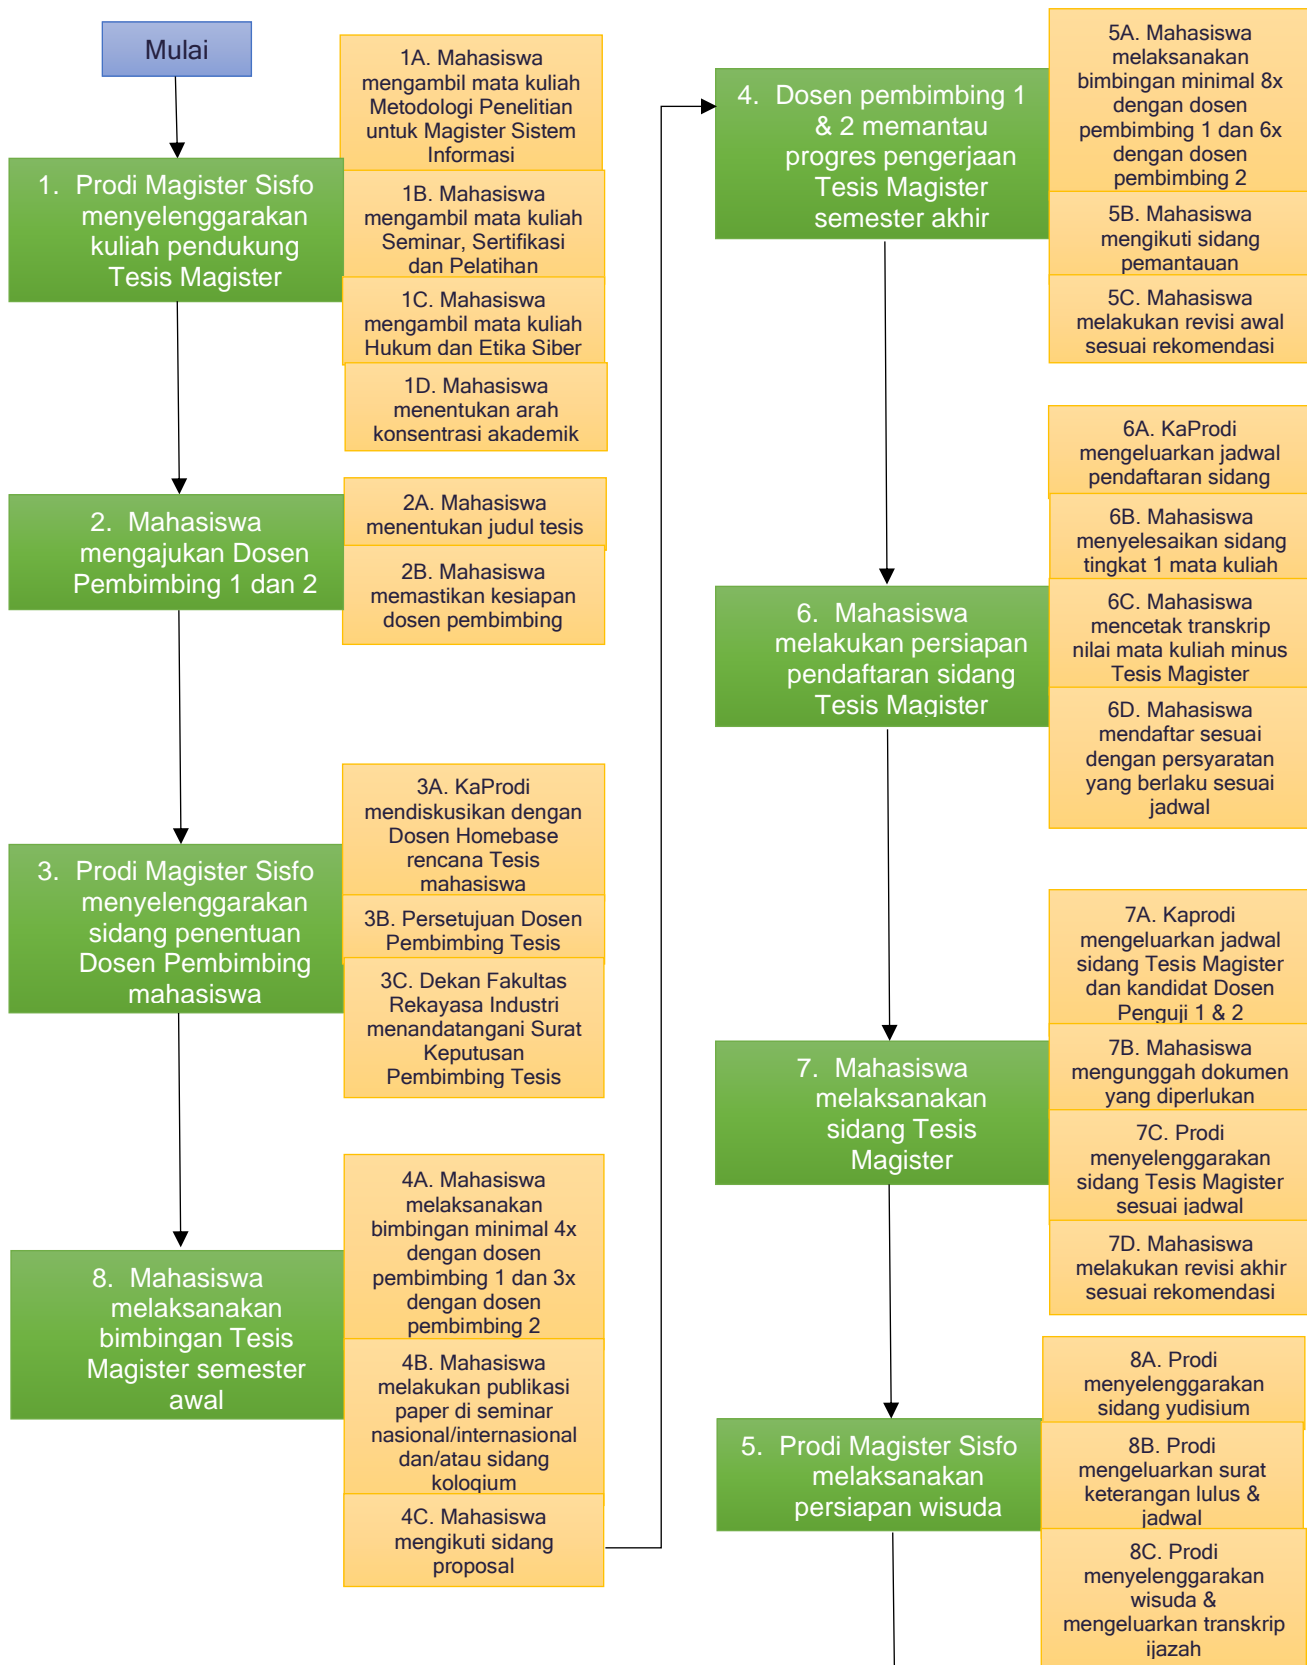 Mulai
1. Prodi Magister Sisfo
menyelenggarakan
kuliah pendukung
Tesis Magister
1A. Mahasiswa
mengambil mata kuliah
Metodologi Penelitian
untuk Magister Sistem
Informasi
1B. Mahasiswa
mengambil mata kuliah
Seminar, Sertifikasi
dan Pelatihan
1C. Mahasiswa
mengambil mata kuliah
Hukum dan Etika Siber
1D. Mahasiswa
menentukan arah
konsentrasi akademik
2. Mahasiswa
mengajukan Dosen
Pembimbing 1 dan 2
2A. Mahasiswa
menentukan judul tesis
2B. Mahasiswa
memastikan kesiapan
dosen pembimbing
3. Prodi Magister Sisfo
menyelenggarakan
sidang penentuan
Dosen Pembimbing
mahasiswa
3A. KaProdi
mendiskusikan dengan
Dosen Homebase
rencana Tesis
mahasiswa
3B. Persetujuan Dosen
Pembimbing Tesis
3C. Dekan Fakultas
Rekayasa Industri
menandatangani Surat
Keputusan
Pembimbing Tesis
8. Mahasiswa
melaksanakan
bimbingan Tesis
Magister semester
awal
4A. Mahasiswa
melaksanakan
bimbingan minimal 4x
dengan dosen
pembimbing 1 dan 3x
dengan dosen
pembimbing 2
4B. Mahasiswa
melakukan publikasi
paper di seminar
nasional/internasional
dan/atau sidang
koloqium
4C. Mahasiswa
mengikuti sidang
proposal
4. Dosen pembimbing 1
& 2 memantau
progres pengerjaan
Tesis Magister
semester akhir
5A. Mahasiswa
melaksanakan
bimbingan minimal 8x
dengan dosen
pembimbing 1 dan 6x
dengan dosen
pembimbing 2
5B. Mahasiswa
mengikuti sidang
pemantauan
5C. Mahasiswa
melakukan revisi awal
sesuai rekomendasi
6. Mahasiswa
melakukan persiapan
pendaftaran sidang
Tesis Magister
6A. KaProdi
mengeluarkan jadwal
pendaftaran sidang
6B. Mahasiswa
menyelesaikan sidang
tingkat 1 mata kuliah
6C. Mahasiswa
mencetak transkrip
nilai mata kuliah minus
Tesis Magister
6D. Mahasiswa
mendaftar sesuai
dengan persyaratan
yang berlaku sesuai
jadwal
7. Mahasiswa
melaksanakan
sidang Tesis
Magister
7A. Kaprodi
mengeluarkan jadwal
sidang Tesis Magister
dan kandidat Dosen
Penguji 1 & 2
7B. Mahasiswa
mengunggah dokumen
yang diperlukan
7C. Prodi
menyelenggarakan
sidang Tesis Magister
sesuai jadwal
7D. Mahasiswa
melakukan revisi akhir
sesuai rekomendasi
5. Prodi Magister Sisfo
melaksanakan
persiapan wisuda
8A. Prodi
menyelenggarakan
sidang yudisium
8B. Prodi
mengeluarkan surat
keterangan lulus &
jadwal
8C. Prodi
menyelenggarakan
wisuda &
mengeluarkan transkrip
ijazah